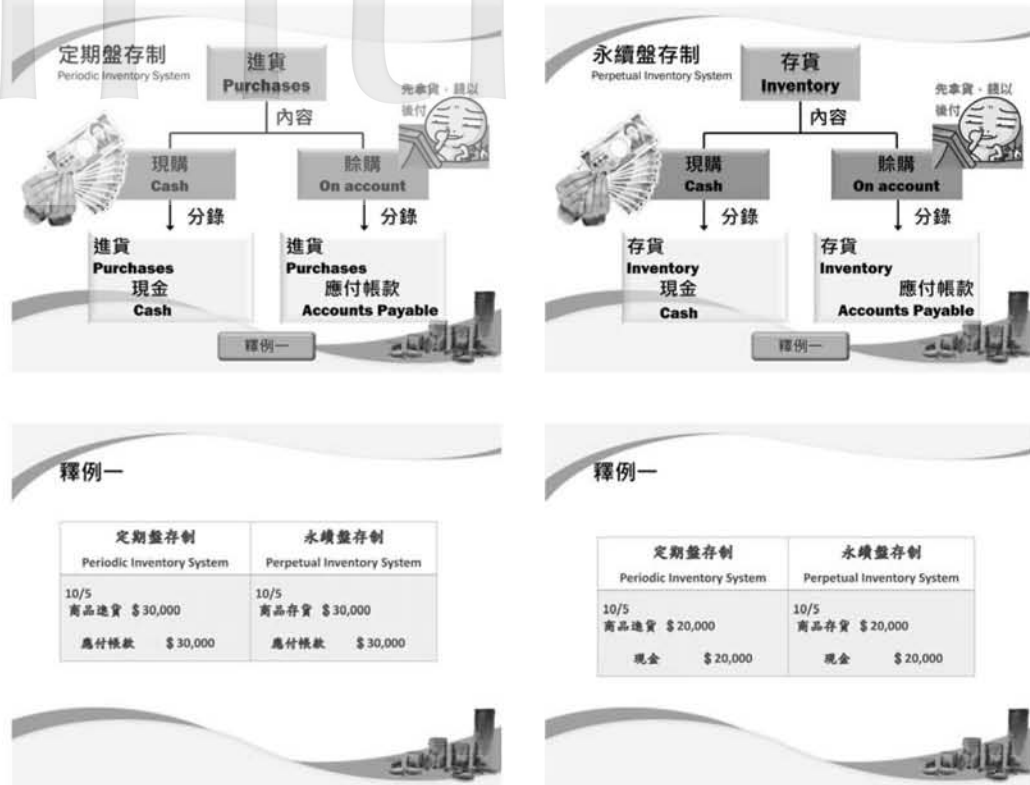 定期盤存制
Periodic Inventory System
進貨
Purchases
先拿貨，錢以
後付
內容
現購
Cash
賒購
On account
分錄
分錄
進貨
Purchases
現金
Cash
進貨
Purchases
應付帳款
Accounts Payable
釋例一
永續盤存制
Perpetual Inventory System
存貨
Inventory
先拿貨，錢以
後付
內容
現購
Cash
賒購
On account
分錄
分錄
存貨
Inventory
現金
Cash
存貨
Inventory
應付帳款
Accounts Payable
釋例一
釋例一
定期盤存制
Periodic Inventory System
永續盤存制
Perpetual Inventory System
10/5
商品進貨 $30,000
應付帳款 $30,000
10/5
商品存貨 $30,000
應付帳款 $30,000
釋例一
定期盤存制
Periodic Inventory System
永續盤存制
Perpetual Inventory System
10/5
商品進貨 $20,000
現金 $20,000
10/5
商品存貨 $20,000
現金 $20,000